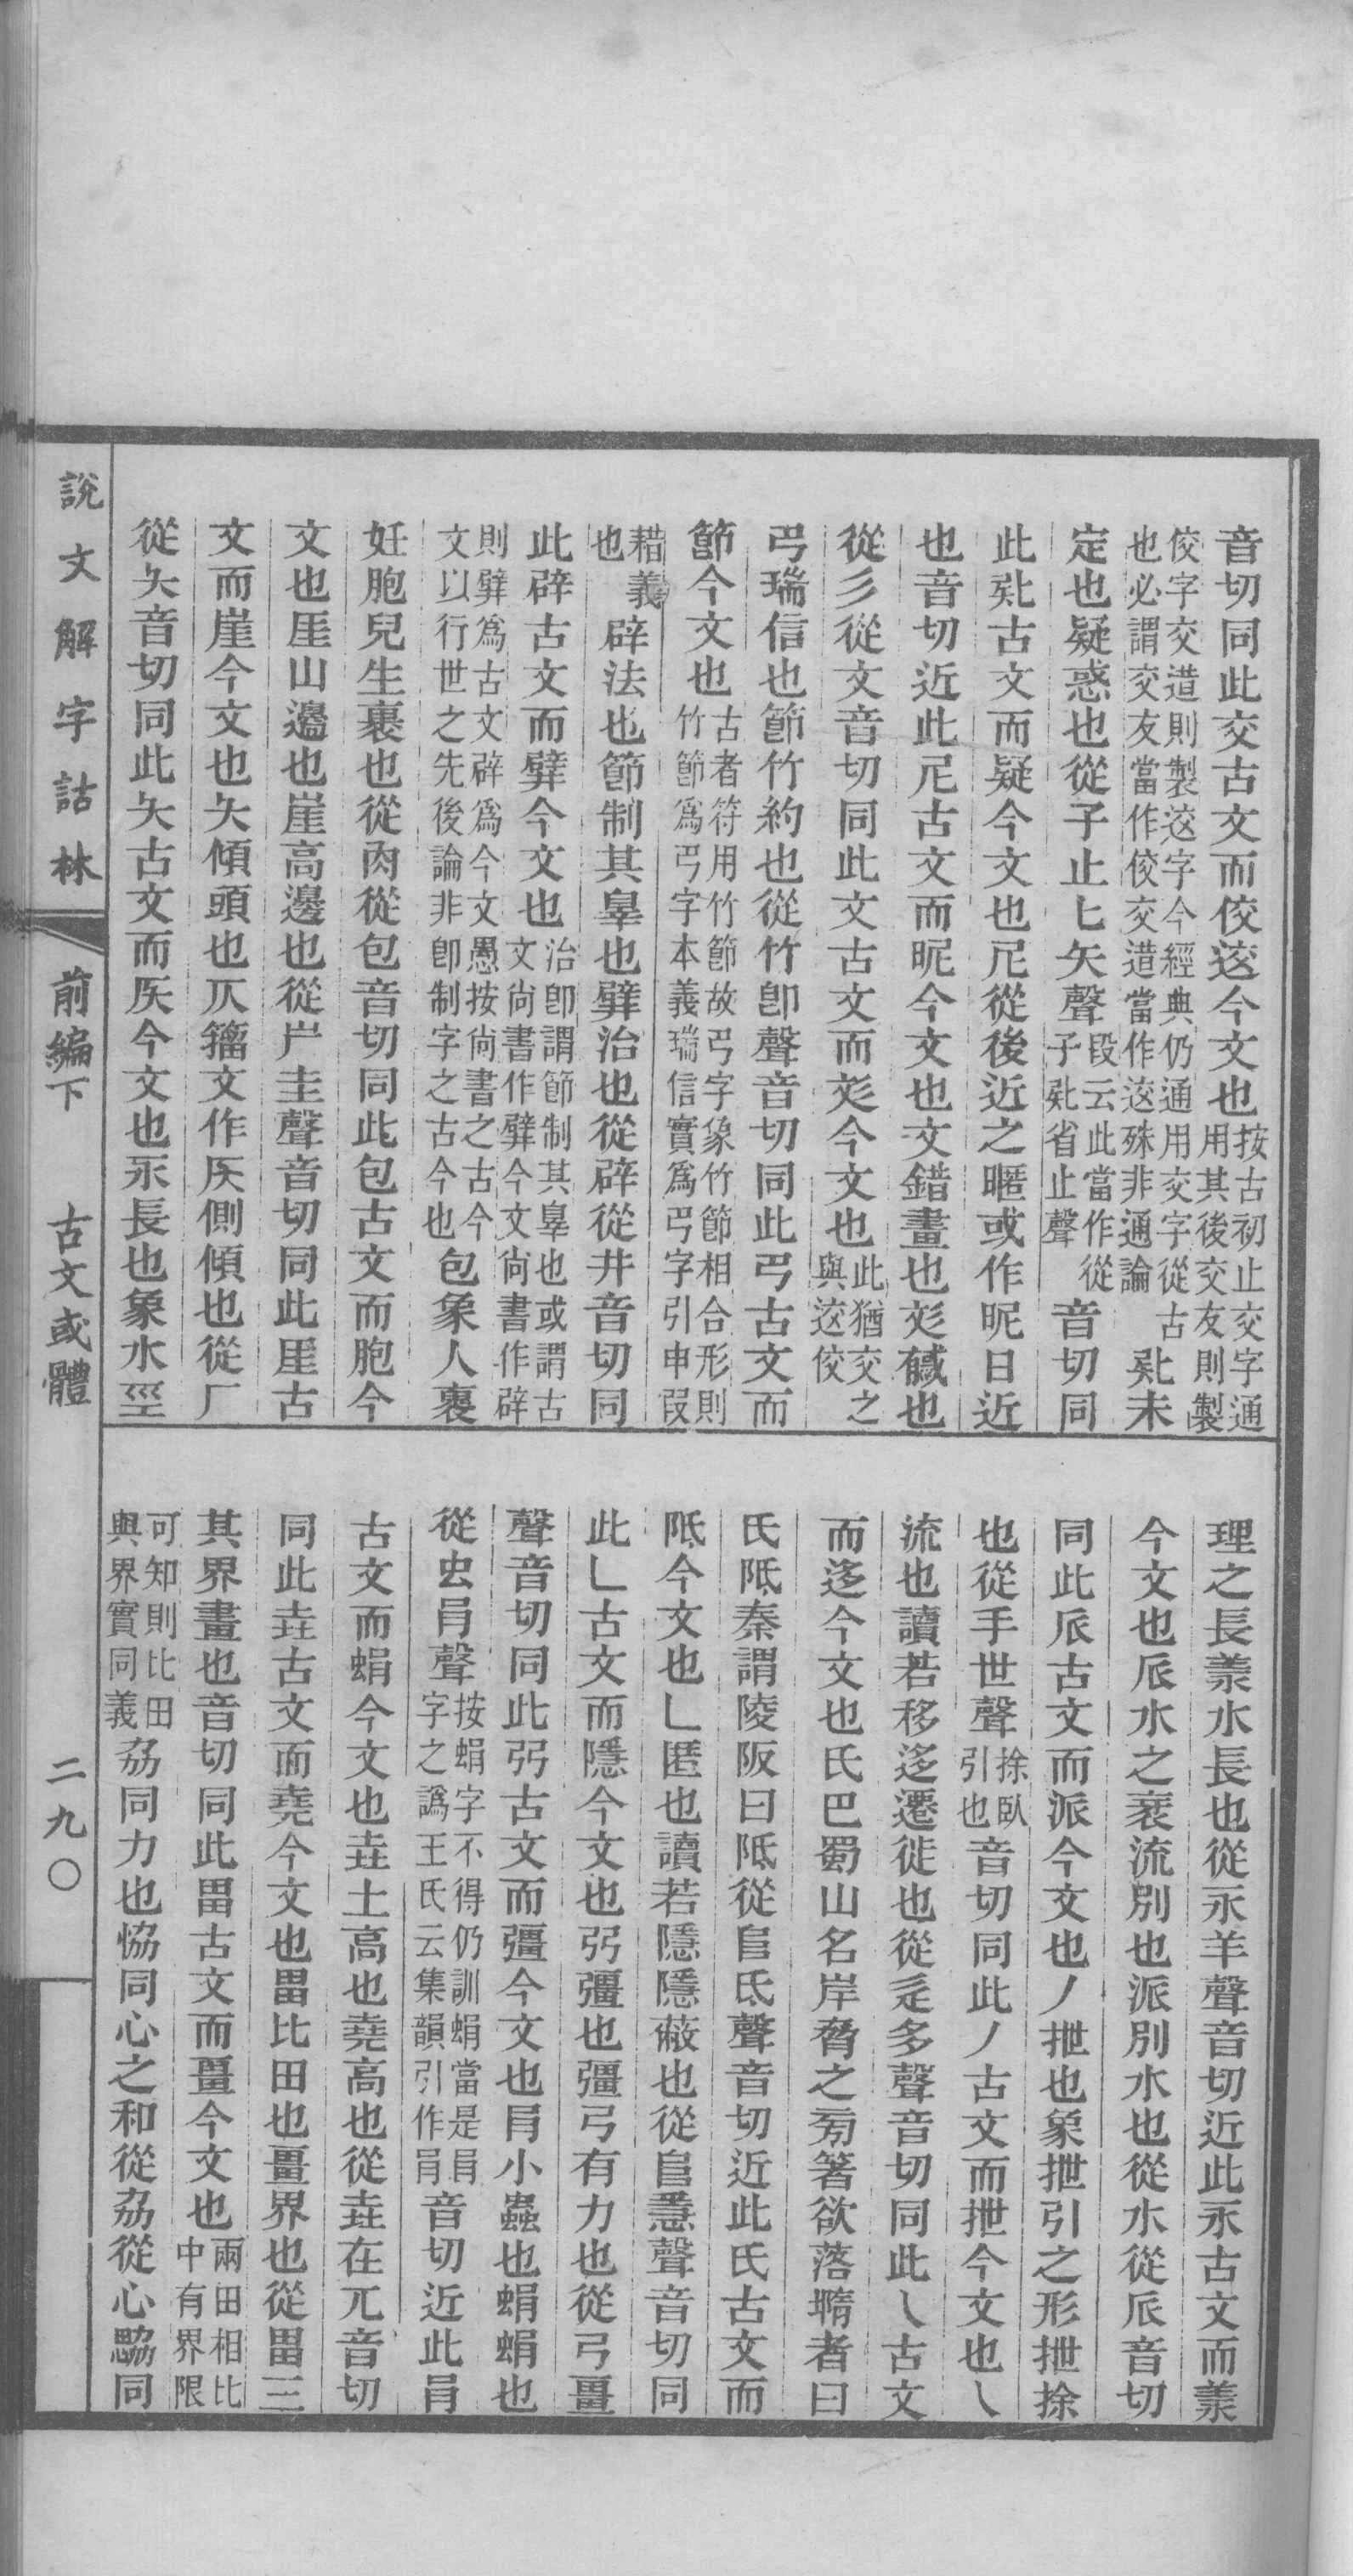 音切同此交古文而佼䢒今文也按古初止交字通用其後交友則製
佼字交造則製䢒字今經典仍通用交字從古也必謂交友當作佼交造當作䢒殊非通論 𠤗未
定也疑惑也從子止匕矢聲段云此當作從子𠤗省止聲 音切同
此𠤗古文而疑今文也尼從後近之暱或作昵日近
也音切近此尼古文而昵今文也文錯畫也彣䤋也
從彡從文音切同此文古文而彣今文也此猶交之與䢒佼
卪瑞信也節竹約也從竹卽聲音切同此卪古文而
節今文也古者符用竹節故卪字象竹節相合形則竹節爲卪字本義瑞信實爲卪字引申叚
耤義也 辟法也節制其辠也㡀治也從辟從井音切同
此辟古文而㡀今文也治卽謂節制其辠也或謂古文尙書作㡀今文尙書作辟
則㡀爲古文辟爲今文愚按尙書之古今文以行世之先後論非卽制字之古今也 包象人裹
妊胞兒生裹也從肉從包音切同此包古文而胞今
文也厓山邊也崖高邊也從屵圭聲音切同此厓古
文而崖今文也夨傾頭也仄籒文作𠨮側傾也從厂
從夨音切同此夨古文而𠨮今文也永長也象水巠
理之長羕水長也從永羊聲音切近此永古文而羕
今文也𠂢水之衺流別也派別水也從水從𠂢音切
同此𠂢古文而派今文也丿抴也象抴引之形抴捈
也從手世聲捈臥引也 音切同此丿古文而抴今文也乁
流也讀若移迻遷徙也從辵多聲音切同此乁古文
而迻今文也氏巴蜀山名岸脅之㫄箸欲落墮者曰
氏阺秦謂陵阪曰阺從𨸏氐聲音切近此氏古文而
阺今文也乚匿也讀若隱隱蔽也從𨸏㥯聲音切同
此乚古文而隱今文也弜彊也彊弓有力也從弓畺
聲音切同此弜古文而彊今文也肙小蟲也蜎蜎也
從虫肙聲按蜎字不得仍訓蜎當是肙字之譌王氏云集韻引作肙 音切近此肙
古文而蜎今文也垚土高也堯高也從垚在兀音切
同此垚古文而堯今文也畕比田也畺界也從畕三
其界畫也音切同此畕古文而畺今文也兩田相比中有界限
可知則比田與界實同義 劦同力也恊同心之和從劦從心勰同
說文解字詁林 前編下 古文或體 二九〇